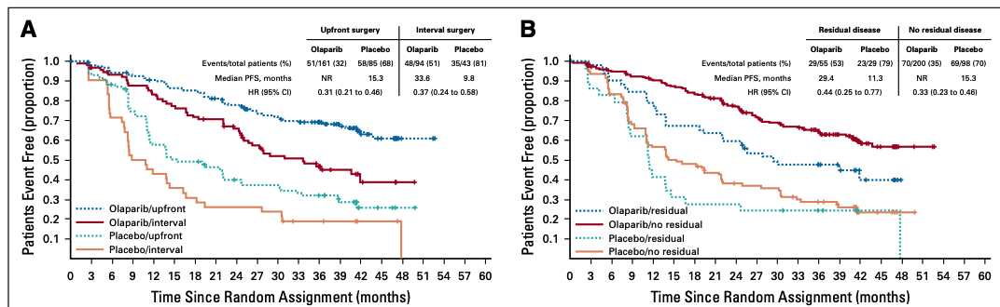 A
Upfront surgery Interval surgery
Olaparib Placebo Olaparib Placebo
Events/total patients (%) 51/161 (32) 58/85 (68) 48/94 (51) 35/43 (81)
Median PFS, months NR 15.3 33.6 9.8
HR (95% CI) 0.31 (0.21 to 0.46) 0.37 (0.24 to 0.58)
Patients Event Free (proportion)
1.0
0.9
0.8
0.7
0.6
0.5
0.4
0.3
0.2
0.1
Olaparib/upfront
Olaparib/interval
Placebo/upfront
Placebo/interval
0 3 6 9 12 15 18 21 24 27 30 33 36 39 42 45 48 51 54 57 60
Time Since Random Assignment (months)
B
Residual disease No residual disease
Olaparib Placebo Olaparib Placebo
Events/total patients (%) 29/55 (53) 23/29 (79) 70/200 (35) 69/98 (70)
Median PFS, months 29.4 11.3 NR 15.3
HR (95% CI) 0.44 (0.25 to 0.77) 0.33 (0.23 to 0.46)
Patients Event Free (proportion)
1.0
0.9
0.8
0.7
0.6
0.5
0.4
0.3
0.2
0.1
Olaparib/residual
Olaparib/no residual
Placebo/residual
Placebo/no residual
0 3 6 9 12 15 18 21 24 27 30 33 36 39 42 45 48 51 54 57 60
Time Since Random Assignment (months)